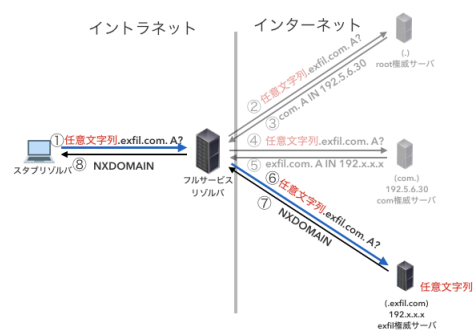 イントラネット
インターネット
(.)
root権威サーバ
②任意文字列.exfil.com. A?
③com. A IN 192.5.6.30
①任意文字列.exfil.com. A?
⑧ NXDOMAIN
スタブリゾルバ
フルサービス
リゾルバ
④ 任意文字列.exfil.com. A?
⑤ exfil.com. A IN 192.x.x.x
(com.)
192.5.6.30
com権威サーバ
⑥任意文字列.exfil.com. A?
⑦ NXDOMAIN
任意文字列
(.exfil.com)
192.x.x.x
exfil権威サーバ